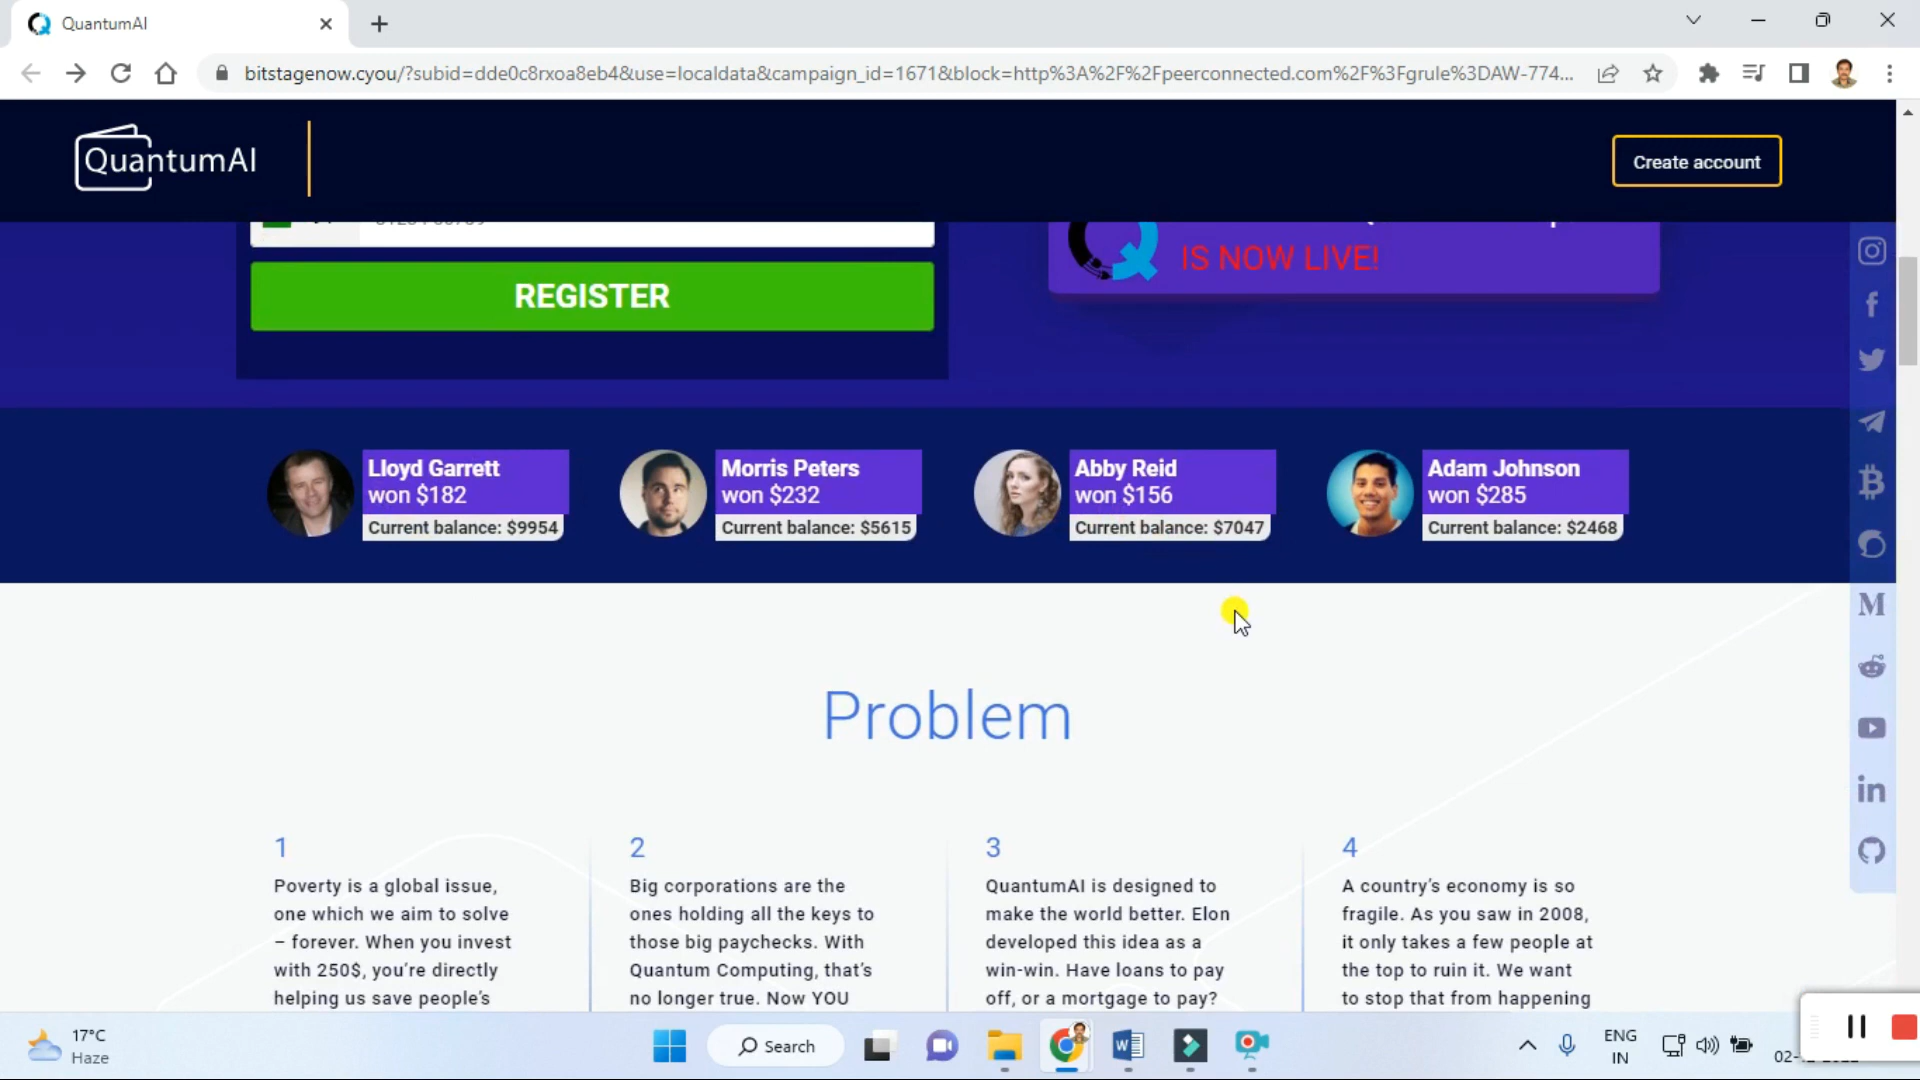 QuantumAI
bitstagenow.cyou/?subid=dde0c8rxoa8eb4&use=localdata&campaign_id=1671&block=http%3A%2F%2Fpeerconnected.com%2F%3Fgrule%3DAW-774...
QuantumAI
Create account
IS NOW LIVE!
REGISTER
Lloyd Garrett
won $182
Current balance: $9954
Morris Peters
won $232
Current balance: $5615
Abby Reid
won $156
Current balance: $7047
Adam Johnson
won $285
Current balance: $2468
Problem
1
Poverty is a global issue,
one which we aim to solve
– forever. When you invest
with 250$, you're directly
helping us save people's
2
Big corporations are the
ones holding all the keys to
those big paychecks. With
Quantum Computing, that's
no longer true. Now YOU
3
QuantumAI is designed to
make the world better. Elon
developed this idea as a
win-win. Have loans to pay
off, or a mortgage to pay?
4
A country's economy is so
fragile. As you saw in 2008,
it only takes a few people at
the top to ruin it. We want
to stop that from happening
17°C
Haze
Search
ENG
IN